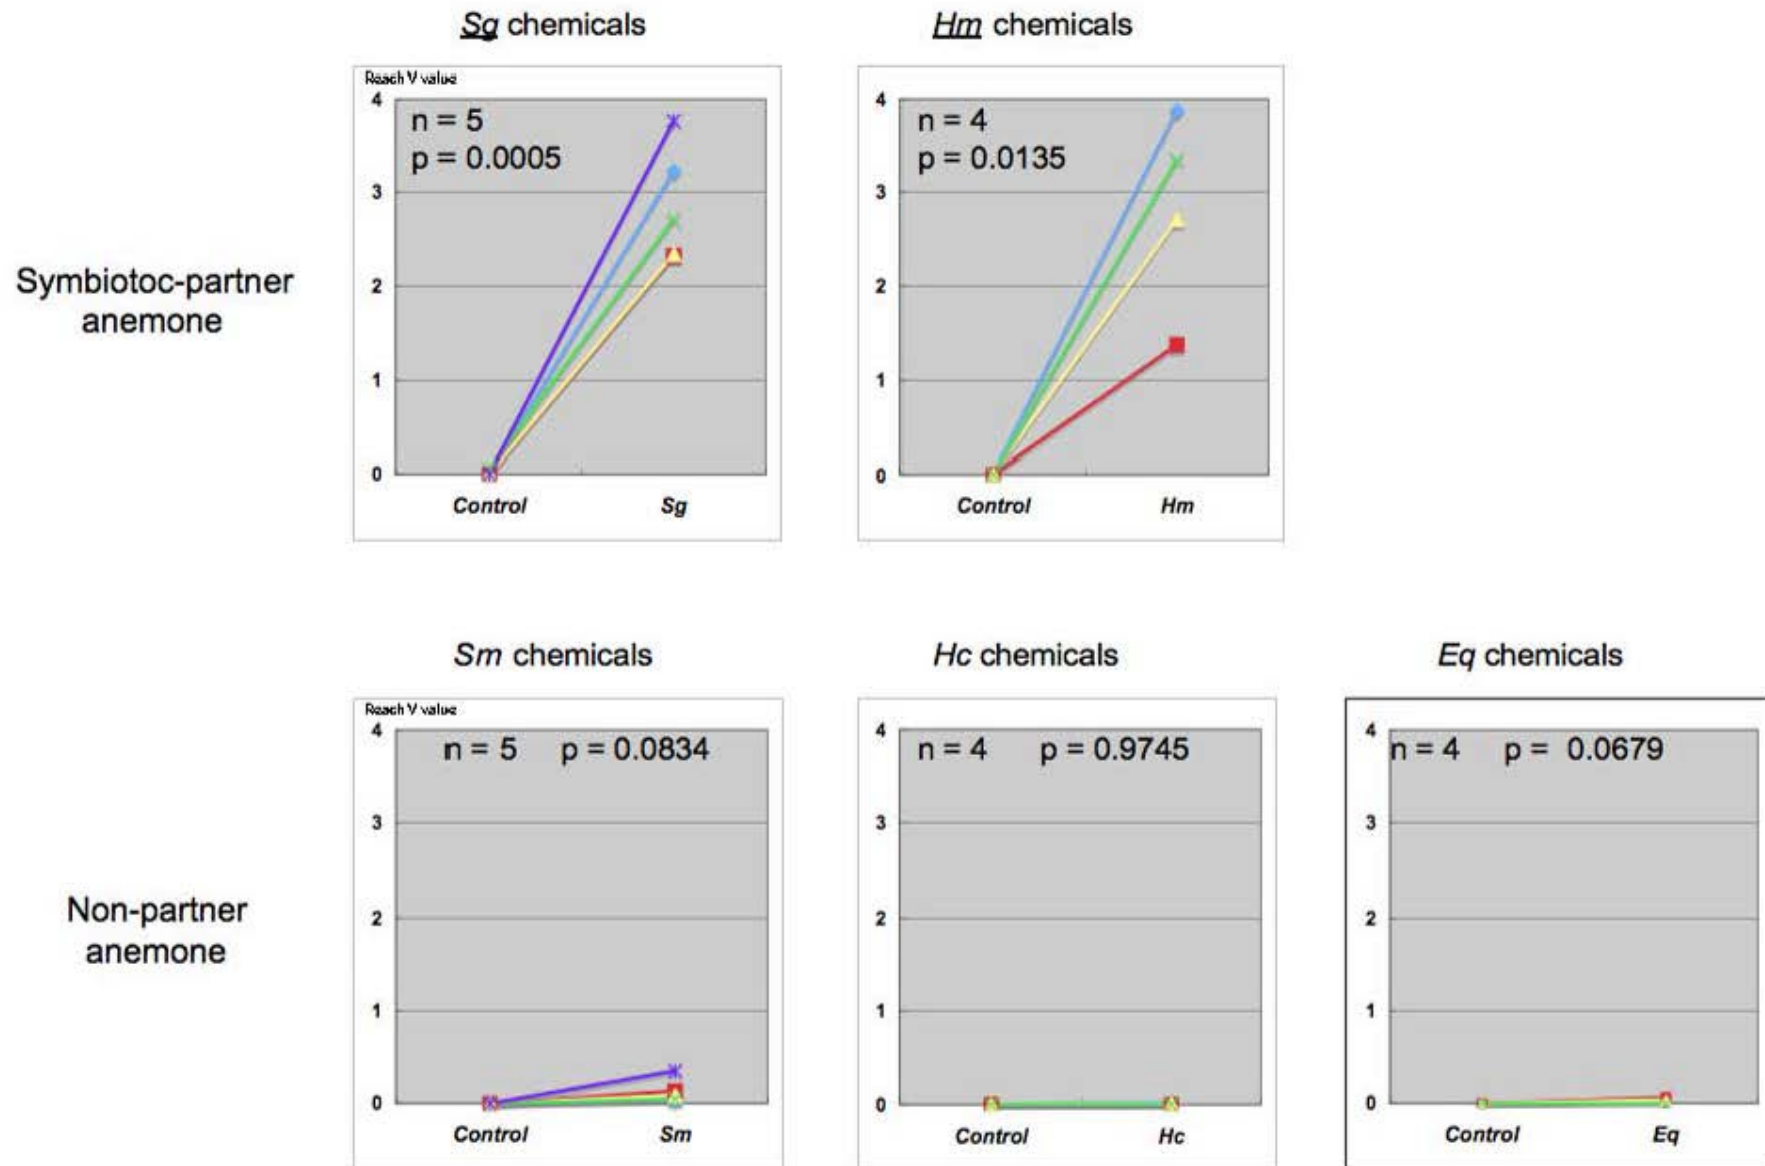 Sg chemicals
Hm chemicals
Symbiotoc-partner
anemone
Reach V value
n = 5
p = 0.0005
4
3
2
1
0
Control Sg
n = 4
p = 0.0135
4
3
2
1
0
Control Hm
Sm chemicals
Hc chemicals
Eq chemicals
Non-partner
anemone
Reach V value
n = 5 p = 0.0834
4
3
2
1
0
Control Sm
n = 4 p = 0.9745
4
3
2
1
0
Control Hc
n = 4 p = 0.0679
4
3
2
1
0
Control Eq